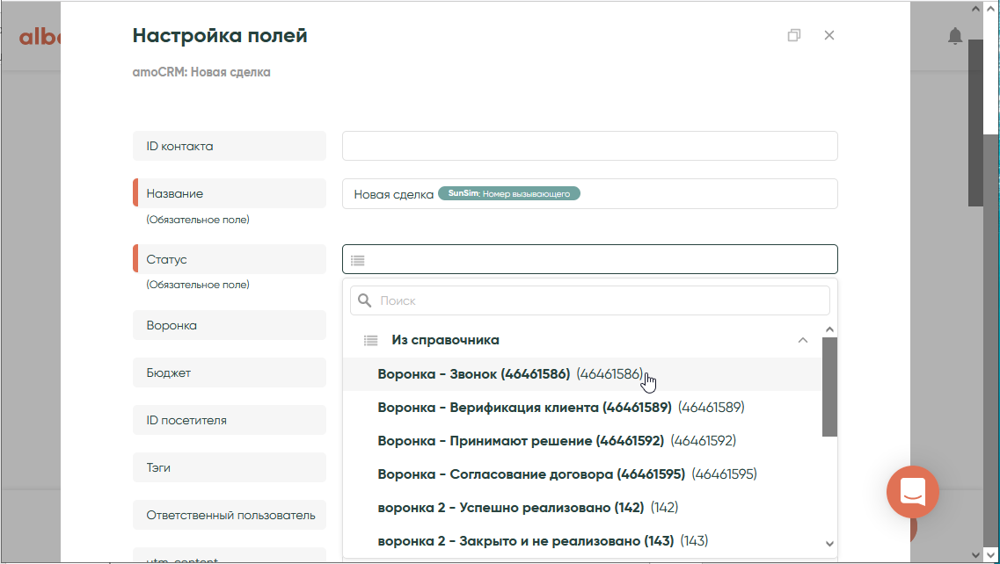 Настройка полей
amoCRM: Новая сделка
ID контакта
Название
Новая сделка SunSim: Номер вызывающего
(Обязательное поле)
Статус
(Обязательное поле)
Поиск
Воронка
Из справочника
Бюджет
Воронка - Звонок (46461586) (46461586)
Воронка - Верификация клиента (46461589) (46461589)
ID посетителя
Воронка - Принимают решение (46461592) (46461592)
Тэги
Воронка - Согласование договора (46461595) (46461595)
Ответственный пользователь
воронка 2 - Успешно реализовано (142) (142)
воронка 2 - Закрыто и не реализовано (143) (143)
utm_content